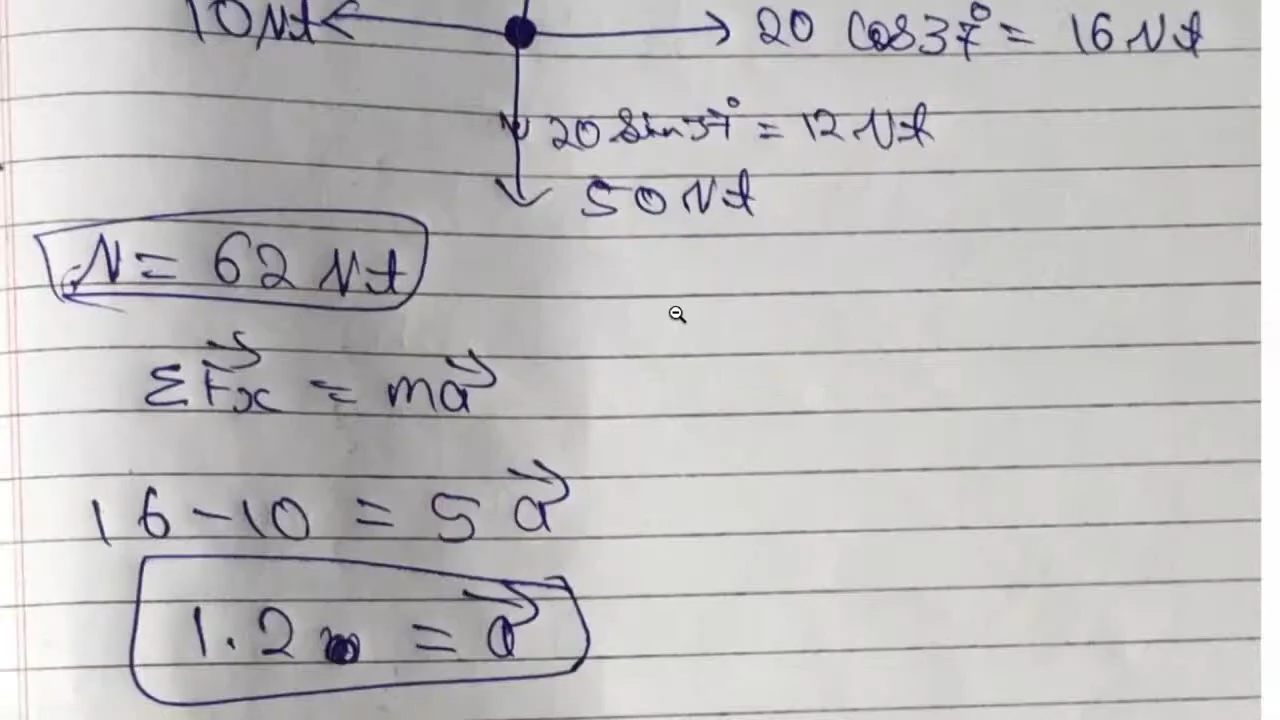 10 Nt
20 Cos37° = 16 Nt
20 Sin37° = 12 Nt
50 Nt
N = 62 Nt
ΣF⃗x = ma⃗
16 - 10 = 5 a⃗
1.2 = a⃗